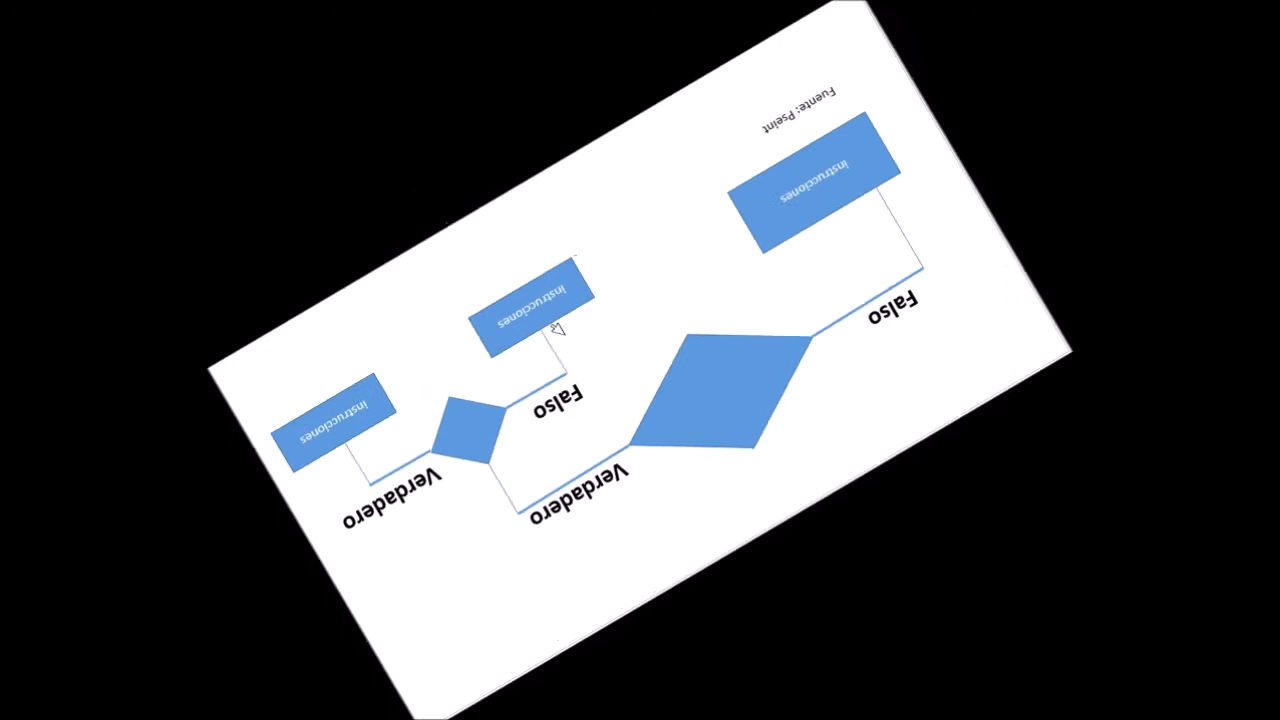 Falso
Verdadero
Falso
Verdadero
instrucciones
instrucciones
instrucciones
Fuente: Pseint